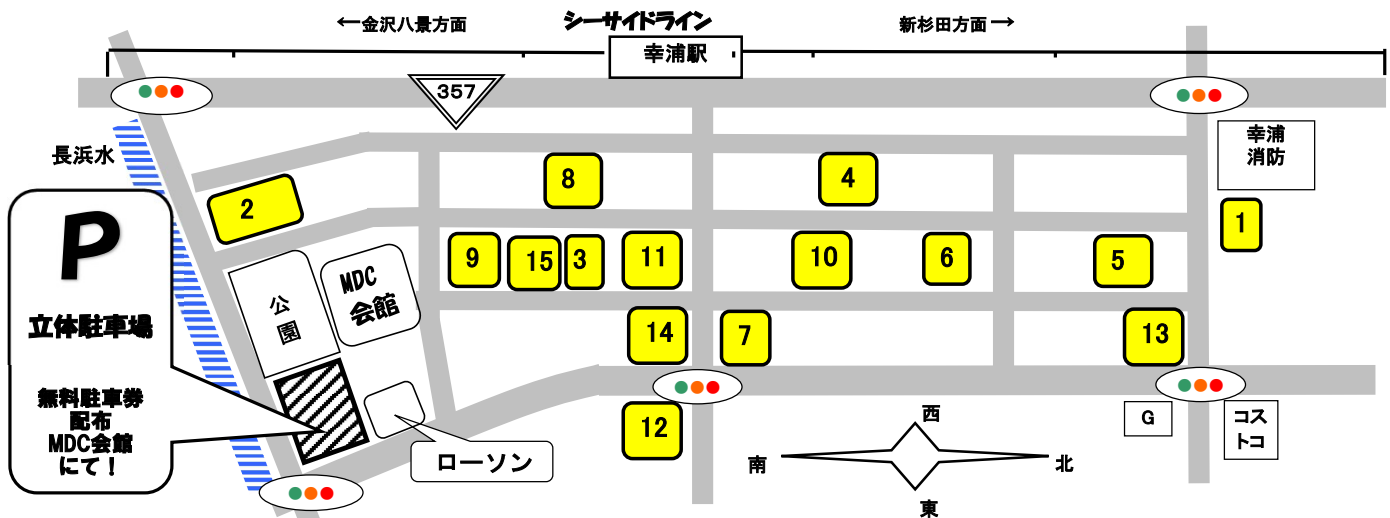 ←金沢八景方面
シーサイドライン
新杉田方面→
幸浦駅
357
幸浦
消防
長浜水
8
4
2
1
P
立体駐車場
無料駐車券
配布
MDC会館
にて！
公
園
MDC
会館
9
15
3
11
10
6
5
14
7
13
12
G
コス
トコ
ローソン
西
南
北
東